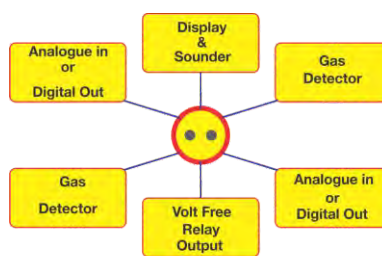 Display
&
Sounder
Analogue in
or
Digital Out
Gas
Detector
Gas
Detector
Volt Free
Relay
Output
Analogue in
or
Digital Out